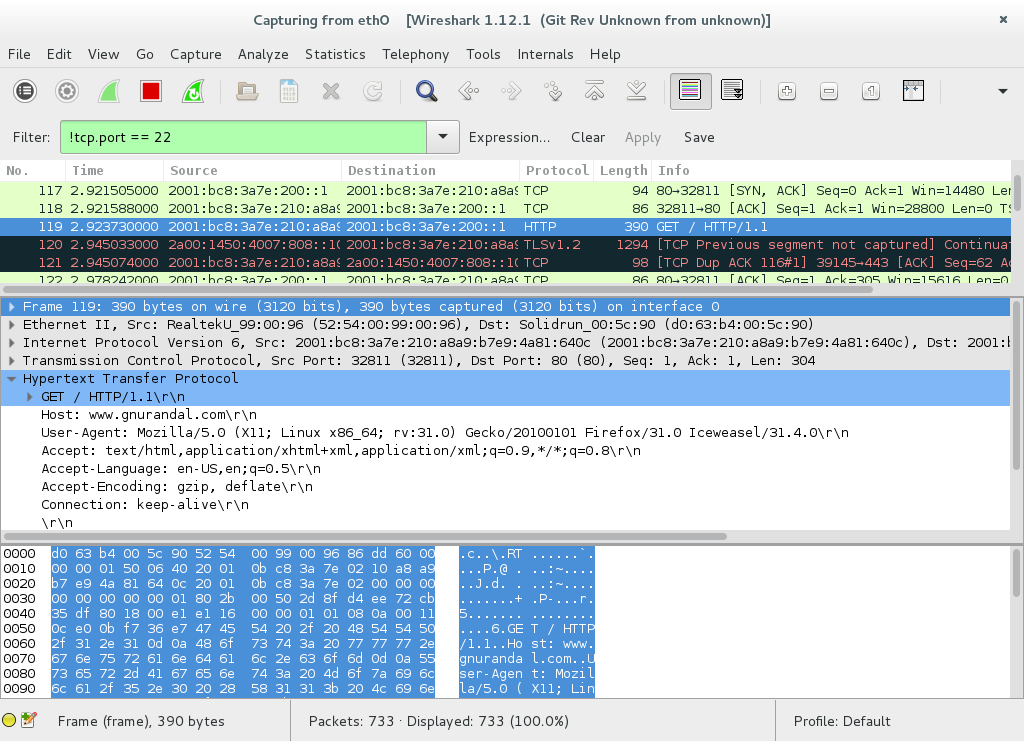 Capturing from eth0 [Wireshark 1.12.1 (Git Rev Unknown from unknown)]
File Edit View Go Capture Analyze Statistics Telephony Tools Internals Help
Filter: !tcp.port == 22 Expression... Clear Apply Save
No. Time Source Destination Protocol Length Info
117 2.921505000 2001:bc8:3a7e:200::1 2001:bc8:3a7e:210:a8a9 TCP 94 80→32811 [SYN, ACK] Seq=0 Ack=1 Win=14480 Len
118 2.921588000 2001:bc8:3a7e:210:a8a9 2001:bc8:3a7e:200::1 TCP 86 32811→80 [ACK] Seq=1 Ack=1 Win=28800 Len=0 TS
119 2.923730000 2001:bc8:3a7e:210:a8a9 2001:bc8:3a7e:200::1 HTTP 390 GET / HTTP/1.1
120 2.945033000 2a00:1450:4007:808::10 2001:bc8:3a7e:210:a8a9 TLSv1.2 1294 [TCP Previous segment not captured] Continuat
121 2.945074000 2001:bc8:3a7e:210:a8a9 2a00:1450:4007:808::10 TCP 98 [TCP Dup ACK 116#1] 39145→443 [ACK] Seq=62 Ac
122 2.978242000 2001:bc8:3a7e:200::1 2001:bc8:3a7e:210:a8a9 TCP 86 80→32811 [ACK] Seq=1 Ack=305 Win=15616 Len=0
Frame 119: 390 bytes on wire (3120 bits), 390 bytes captured (3120 bits) on interface 0
Ethernet II, Src: RealtekU_99:00:96 (52:54:00:99:00:96), Dst: Solidrun_00:5c:90 (d0:63:b4:00:5c:90)
Internet Protocol Version 6, Src: 2001:bc8:3a7e:210:a8a9:b7e9:4a81:640c (2001:bc8:3a7e:210:a8a9:b7e9:4a81:640c), Dst: 2001:b
Transmission Control Protocol, Src Port: 32811 (32811), Dst Port: 80 (80), Seq: 1, Ack: 1, Len: 304
Hypertext Transfer Protocol
GET / HTTP/1.1\r\n
Host: www.gnurandal.com\r\n
User-Agent: Mozilla/5.0 (X11; Linux x86_64; rv:31.0) Gecko/20100101 Firefox/31.0 Iceweasel/31.4.0\r\n
Accept: text/html,application/xhtml+xml,application/xml;q=0.9,*/*;q=0.8\r\n
Accept-Language: en-US,en;q=0.5\r\n
Accept-Encoding: gzip, deflate\r\n
Connection: keep-alive\r\n
\r\n
0000 d0 63 b4 00 5c 90 52 54 00 99 00 96 86 dd 60 00 .c..\.RT ......`.
0010 00 00 01 50 06 40 20 01 0b c8 3a 7e 02 10 a8 a9 ...P.@ . ..:~....
0020 b7 e9 4a 81 64 0c 20 01 0b c8 3a 7e 02 00 00 00 ..J.d. . ..:~....
0030 00 00 00 00 00 01 80 2b 00 50 2d 8f d4 ee 72 cb .......+ .P-...r.
0040 35 df 80 18 00 e1 e1 16 00 00 01 01 08 0a 00 11 5....... ........
0050 0c e0 0b f7 36 e7 47 45 54 20 2f 20 48 54 54 50 ....6.GE T / HTTP
0060 2f 31 2e 31 0d 0a 48 6f 73 74 3a 20 77 77 77 2e /1.1..Ho st: www.
0070 67 6e 75 72 61 6e 64 61 6c 2e 63 6f 6d 0d 0a 55 gnuranda l.com..U
0080 73 65 72 2d 41 67 65 6e 74 3a 20 4d 6f 7a 69 6c ser-Agen t: Mozil
0090 6c 61 2f 35 2e 30 20 28 58 31 31 3b 20 4c 69 6e la/5.0 ( X11; Lin
Frame (frame), 390 bytes Packets: 733 · Displayed: 733 (100.0%) Profile: Default